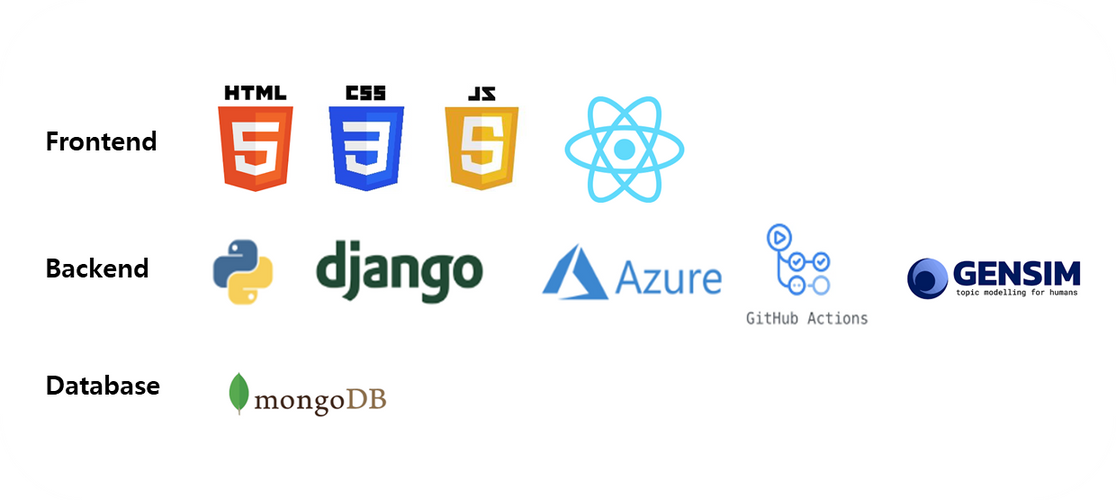 HTML
CSS
JS
Frontend
Backend
django
Azure
GitHub Actions
GENSIM
topic modelling for humans
Database
mongoDB